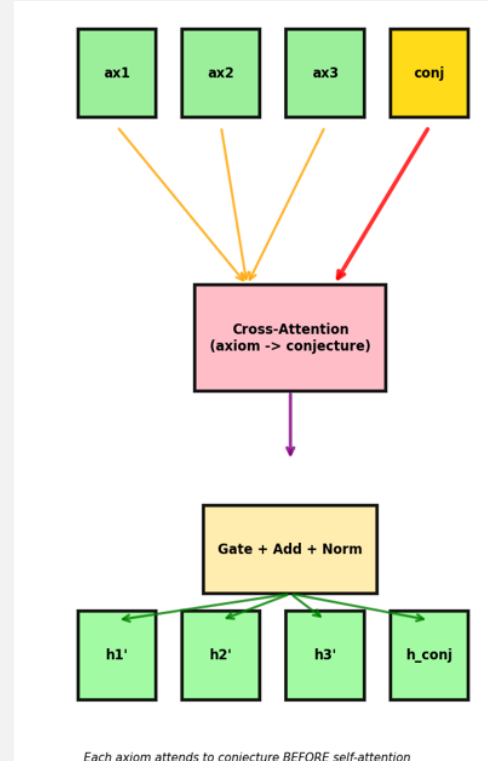 ax1 ax2 ax3 conj
Cross-Attention
(axiom -> conjecture)
Gate + Add + Norm
h1' h2' h3' h_conj
Each axiom attends to conjecture BEFORE self-attention